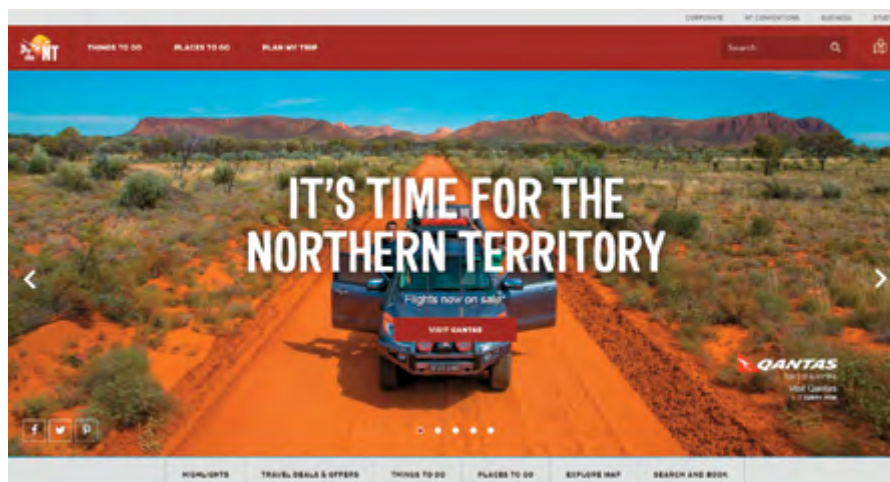 CORPORATE NT CONVENTIONS BUSINESS STUD
NT THINGS TO DO PLACES TO GO PLAN MY TRIP Search
IT'S TIME FOR THE
NORTHERN TERRITORY
Flights now on sale*
VISIT QANTAS
QANTAS
Visit Qantas
HIGHLIGHTS TRAVEL DEALS & OFFERS THINGS TO DO PLACES TO GO EXPLORE MAP SEARCH AND BOOK